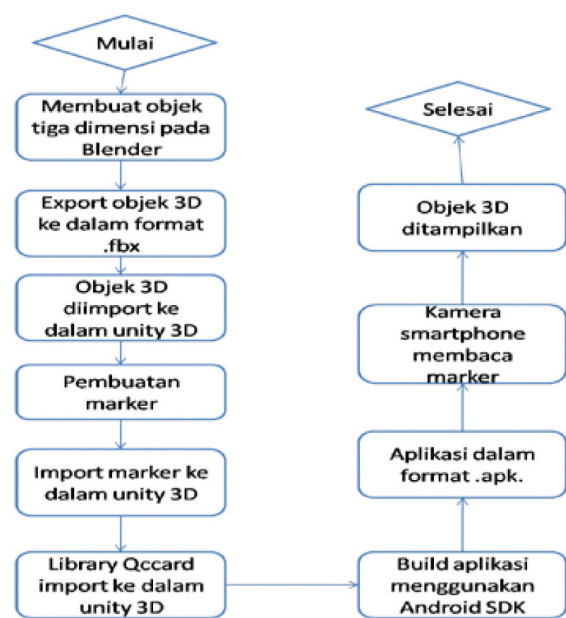 Mulai
Membuat objek
tiga dimensi pada
Blender
Export objek 3D
ke dalam format
.fbx
Objek 3D
diimport ke
dalam unity 3D
Pembuatan
marker
Import marker ke
dalam unity 3D
Library Qccard
import ke dalam
unity 3D
Build aplikasi
menggunakan
Android SDK
Aplikasi dalam
format .apk.
Kamera
smartphone
membaca
marker
Objek 3D
ditampilkan
Selesai